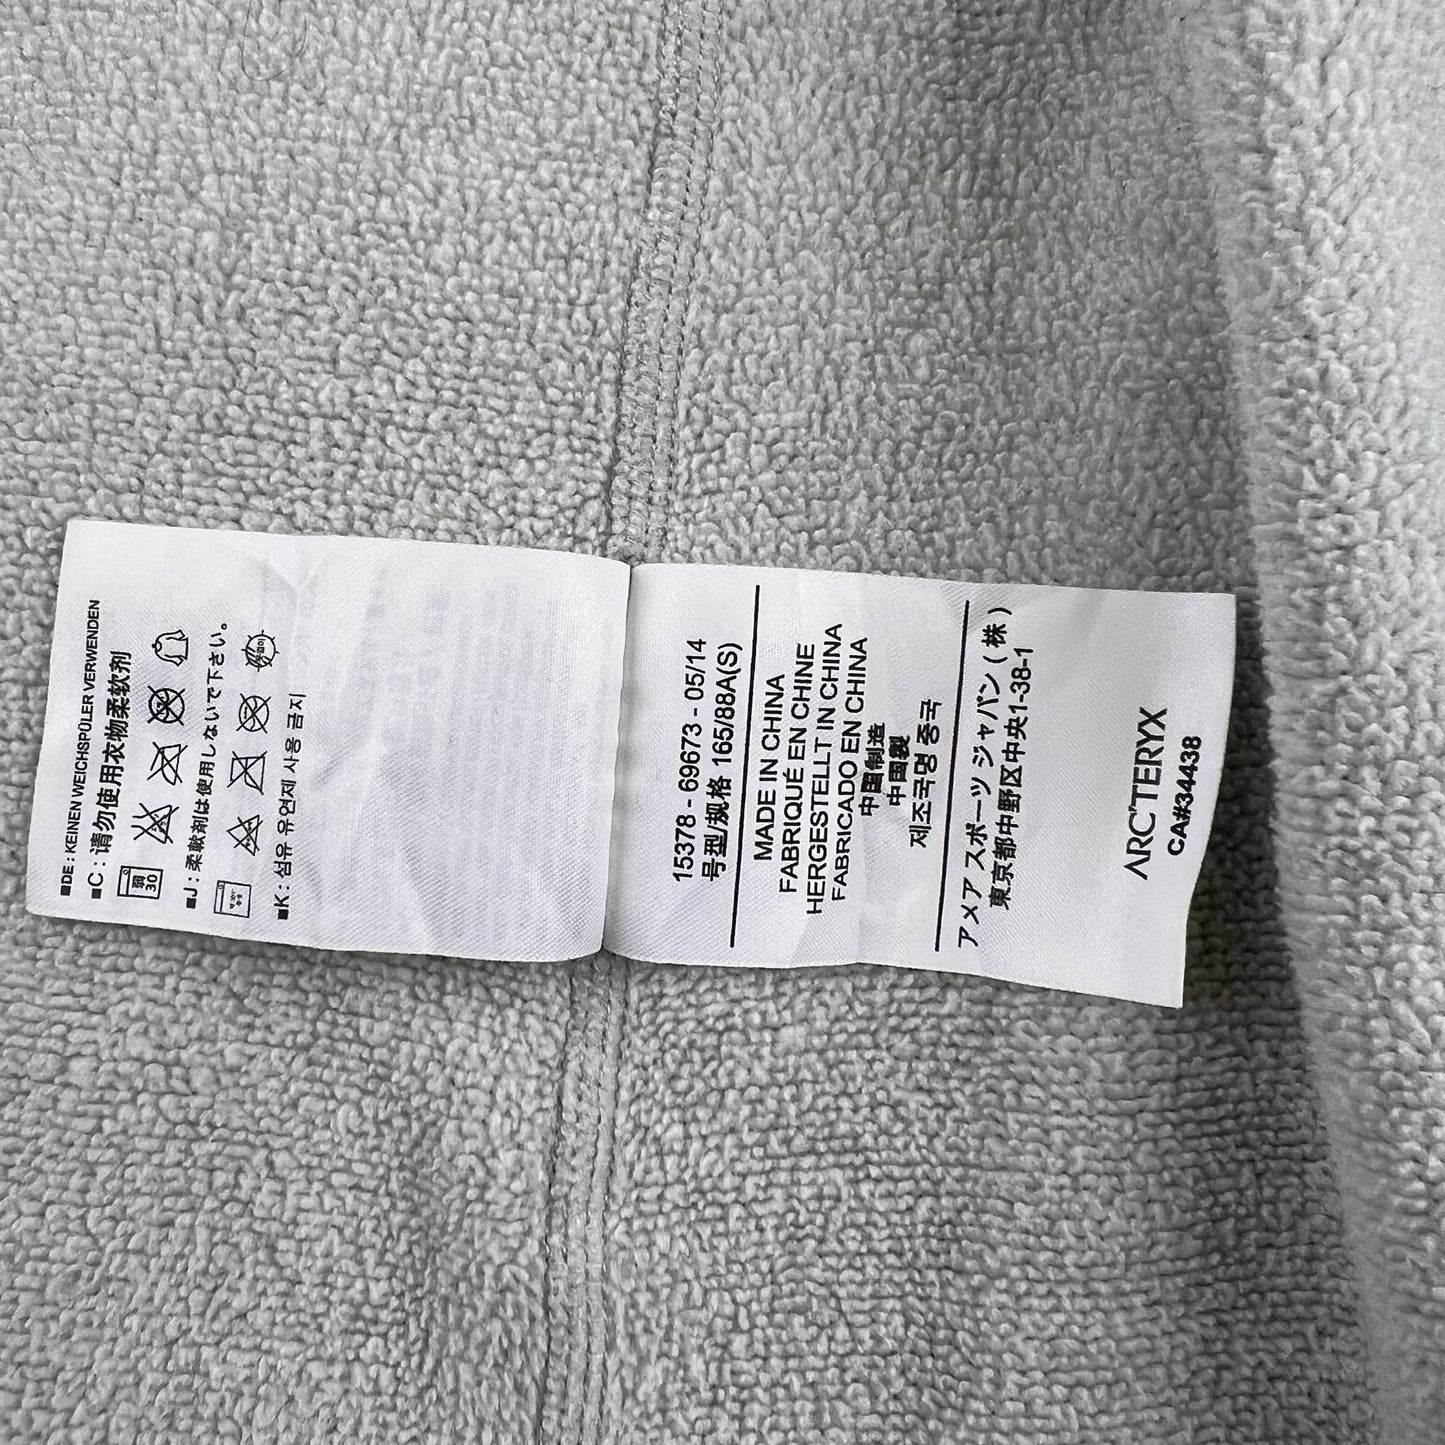 ■DE : KEINEN WEICHSPÜLER VERWENDEN
■C : 请勿使用衣物柔软剂
30
■J : 柔軟剤は使用しないで下さい。
■K : 섬유 유연제 사용 금지
15378 - 69673 - 05/14
号型/规格 165/88A(S)
MADE IN CHINA
FABRIQUÉ EN CHINE
HERGESTELLT IN CHINA
FABRICADO EN CHINA
中国制造
中国製
제조국명 중국
アメア スポーツ ジャパン ( 株 )
東京都中野区中央1-38-1
ARC'TERYX
CA#34438